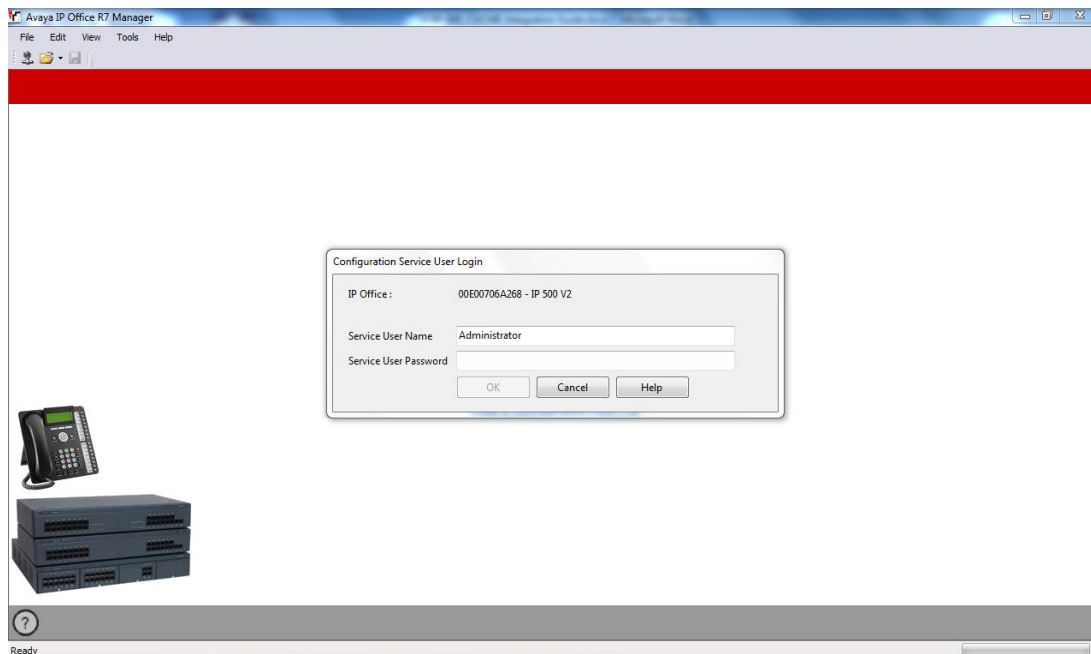 Avaya IP Office R7 Manager
File Edit View Tools Help
Configuration Service User Login
IP Office : 00E00706A268 - IP 500 V2
Service User Name Administrator
Service User Password
OK Cancel Help
?
Ready